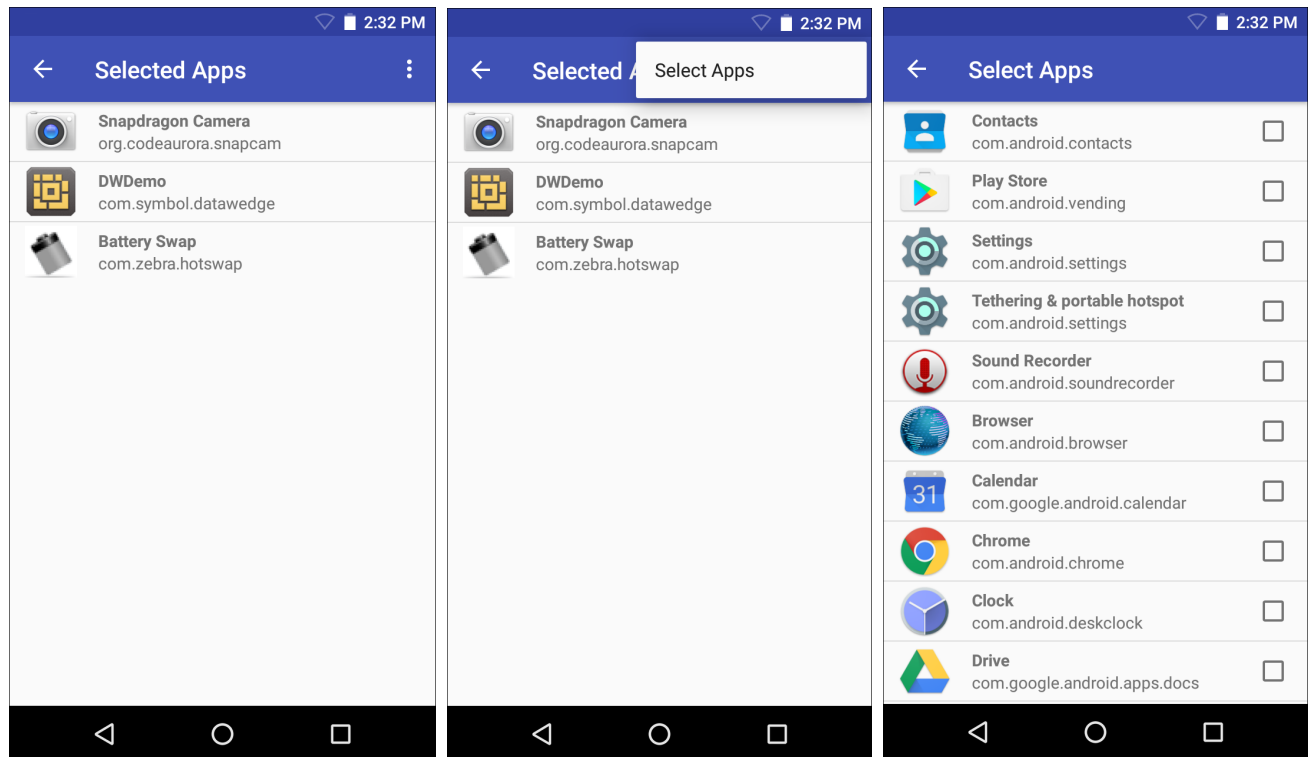 2:32 PM
Selected Apps
Snapdragon Camera
org.codeaurora.snapcam
DWDemo
com.symbol.datawedge
Battery Swap
com.zebra.hotswap
2:32 PM
Selected A
Select Apps
Snapdragon Camera
org.codeaurora.snapcam
DWDemo
com.symbol.datawedge
Battery Swap
com.zebra.hotswap
2:32 PM
Select Apps
Contacts
com.android.contacts
Play Store
com.android.vending
Settings
com.android.settings
Tethering & portable hotspot
com.android.settings
Sound Recorder
com.android.soundrecorder
Browser
com.android.browser
31
Calendar
com.google.android.calendar
Chrome
com.android.chrome
Clock
com.android.deskclock
Drive
com.google.android.apps.docs